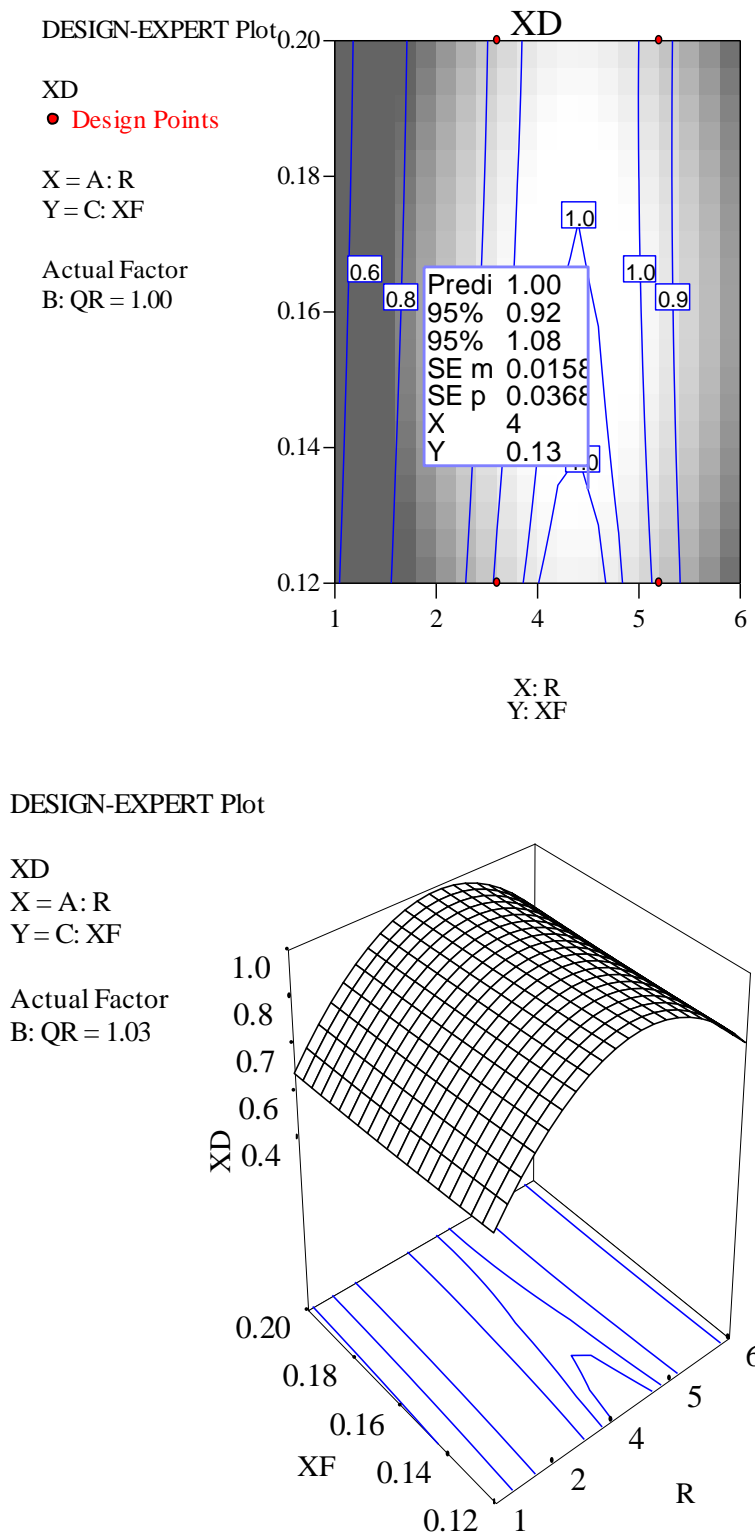 DESIGN-EXPERT Plot
XD
XD
Design Points
X = A: R
Y = C: XF
Actual Factor
B: QR = 1.00
0.20
0.18
0.16
0.14
0.12
1 2 4 5 6
0.6
0.8
1.0
1.0
0.9
Predi 1.00
95% 0.92
95% 1.08
SE m 0.0158
SE p 0.0368
X 4
Y 0.13
X: R
Y: XF
DESIGN-EXPERT Plot
XD
X = A: R
Y = C: XF
Actual Factor
B: QR = 1.03
1.0
0.8
0.7
0.6
0.4
XD
0.20
0.18
0.16
0.14
0.12
XF
1
2
4
5
6
R